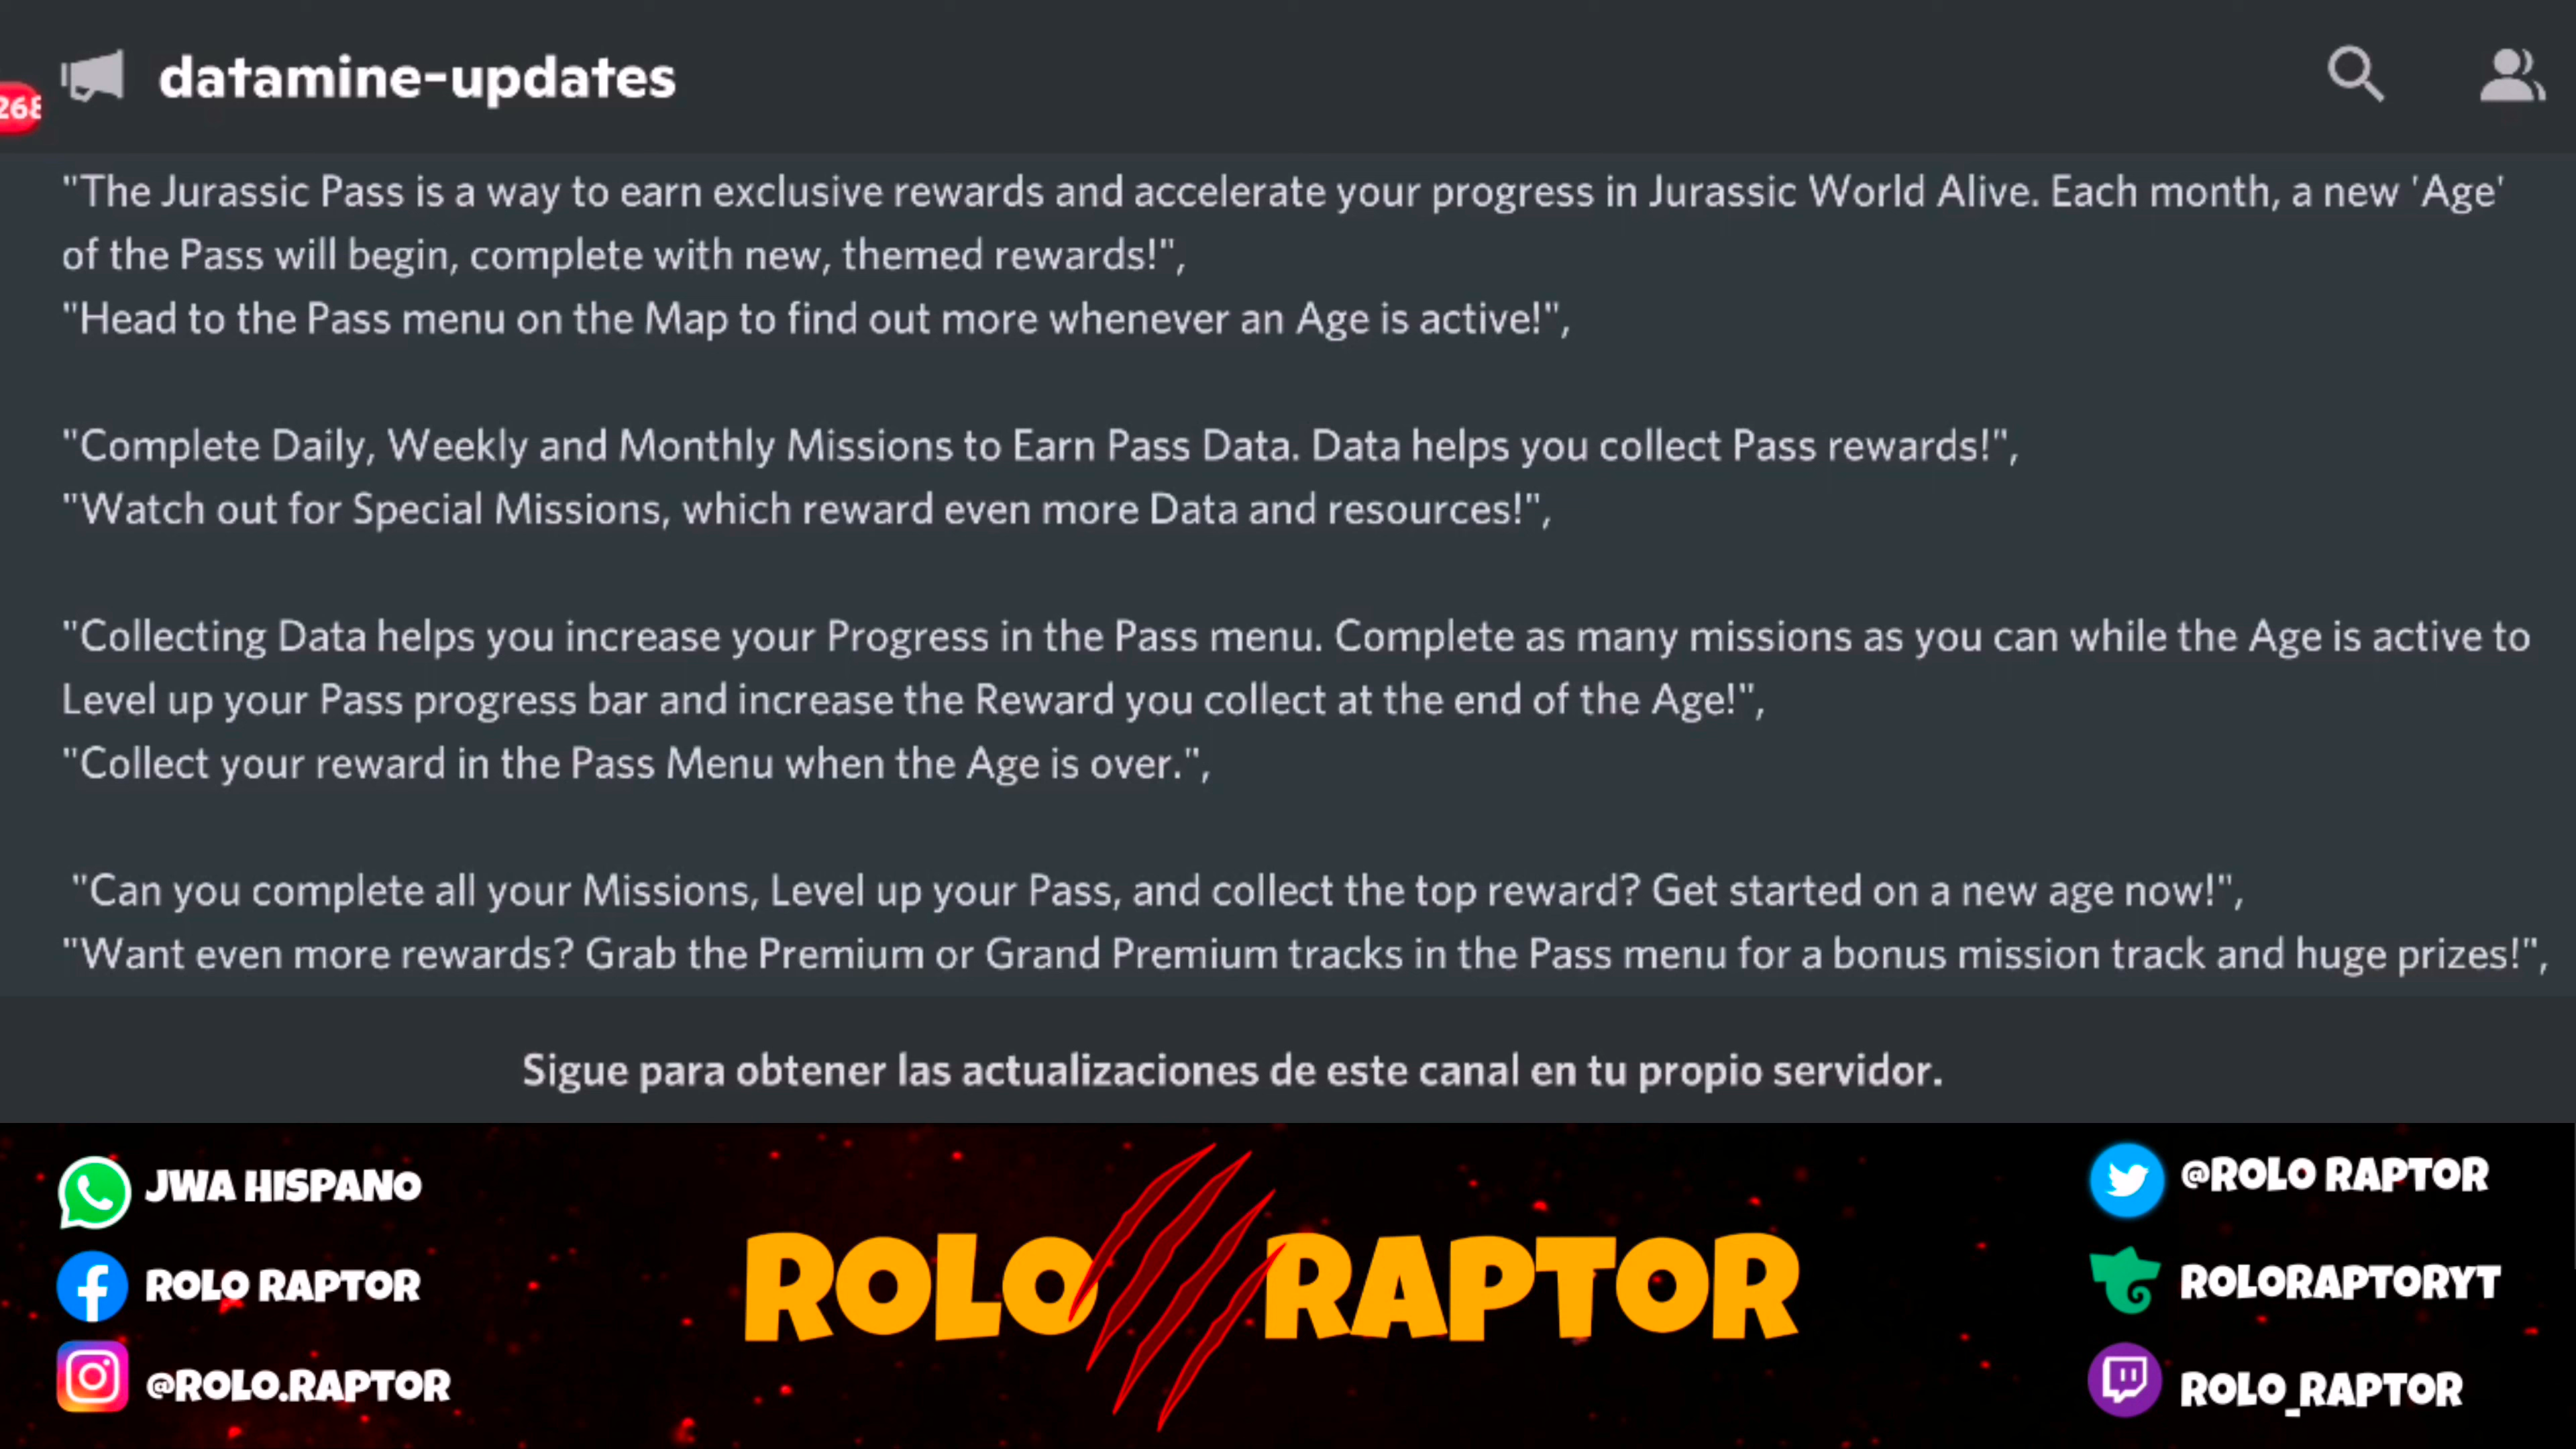 datamine-updates
268
"The Jurassic Pass is a way to earn exclusive rewards and accelerate your progress in Jurassic World Alive. Each month, a new 'Age'
of the Pass will begin, complete with new, themed rewards!",
"Head to the Pass menu on the Map to find out more whenever an Age is active!",
"Complete Daily, Weekly and Monthly Missions to Earn Pass Data. Data helps you collect Pass rewards!",
"Watch out for Special Missions, which reward even more Data and resources!",
"Collecting Data helps you increase your Progress in the Pass menu. Complete as many missions as you can while the Age is active to
Level up your Pass progress bar and increase the Reward you collect at the end of the Age!",
"Collect your reward in the Pass Menu when the Age is over.",
"Can you complete all your Missions, Level up your Pass, and collect the top reward? Get started on a new age now!",
"Want even more rewards? Grab the Premium or Grand Premium tracks in the Pass menu for a bonus mission track and huge prizes!",
Sigue para obtener las actualizaciones de este canal en tu propio servidor.
JWA HISPANO
ROLO RAPTOR
@ROLO.RAPTOR
ROLO RAPTOR
@ROLO RAPTOR
ROLORAPTORYT
ROLO_RAPTOR